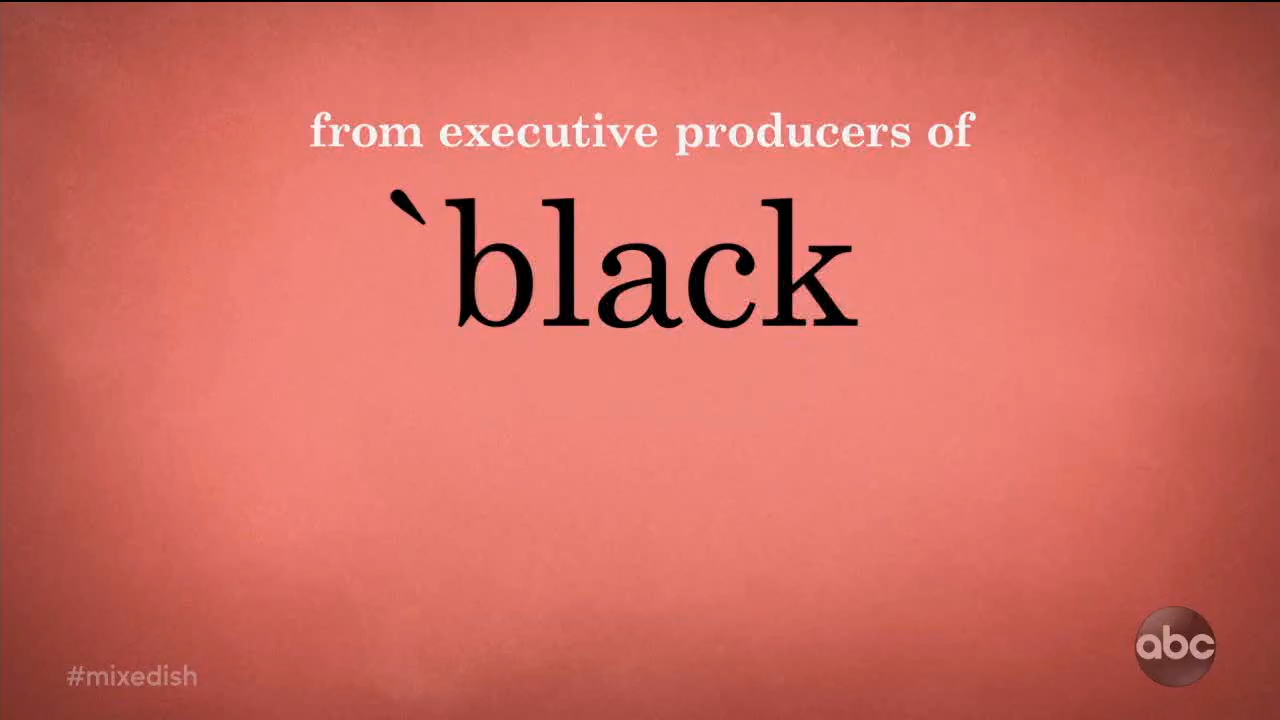 from executive producers of
`black
#mixedish
abc